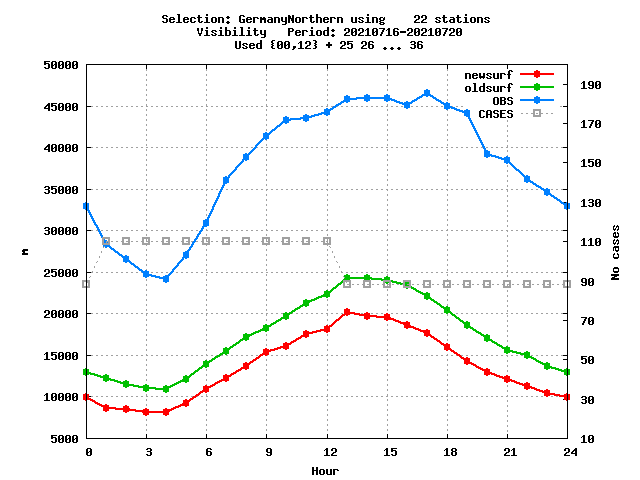 Selection: GermanyNorthern using 22 stations
Visibility Period: 20210716-20210720
Used {00,12} + 25 26 ... 36
newsurf
oldsurf
OBS
CASES
50000
45000
40000
35000
30000
25000
20000
15000
10000
5000
m
190
170
150
130
110
90
70
50
30
10
No cases
0 3 6 9 12 15 18 21 24
Hour